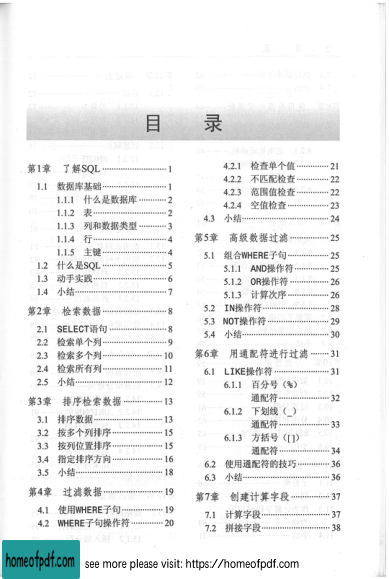 目 录
第1章 了解SQL 1
1.1 数据库基础 1
1.1.1 什么是数据库 2
1.1.2 表 2
1.1.3 列和数据类型 3
1.1.4 行 4
1.1.5 主键 4
1.2 什么是SQL 5
1.3 动手实践 6
1.4 小结 7
第2章 检索数据 8
2.1 SELECT语句 8
2.2 检索单个列 9
2.3 检索多个列 10
2.4 检索所有列 11
2.5 小结 12
第3章 排序检索数据 13
3.1 排序数据 13
3.2 按多个列排序 15
3.3 按列位置排序 15
3.4 指定排序方向 16
3.5 小结 18
第4章 过滤数据 19
4.1 使用WHERE子句 19
4.2 WHERE子句操作符 20
4.2.1 检查单个值 21
4.2.2 不匹配检查 22
4.2.3 范围值检查 22
4.2.4 空值检查 23
4.3 小结 24
第5章 高级数据过滤 25
5.1 组合WHERE子句 25
5.1.1 AND操作符 25
5.1.2 OR操作符 26
5.1.3 计算次序 26
5.2 IN操作符 28
5.3 NOT操作符 29
5.4 小结 30
第6章 用通配符进行过滤 31
6.1 LIKE操作符 31
6.1.1 百分号（%）
通配符 32
6.1.2 下划线（_）
通配符 33
6.1.3 方括号（[]）
通配符 34
6.2 使用通配符的技巧 36
6.3 小结 36
第7章 创建计算字段 37
7.1 计算字段 37
7.2 拼接字段 38
homeofpdf.com
see more please visit: https://homeofpdf.com